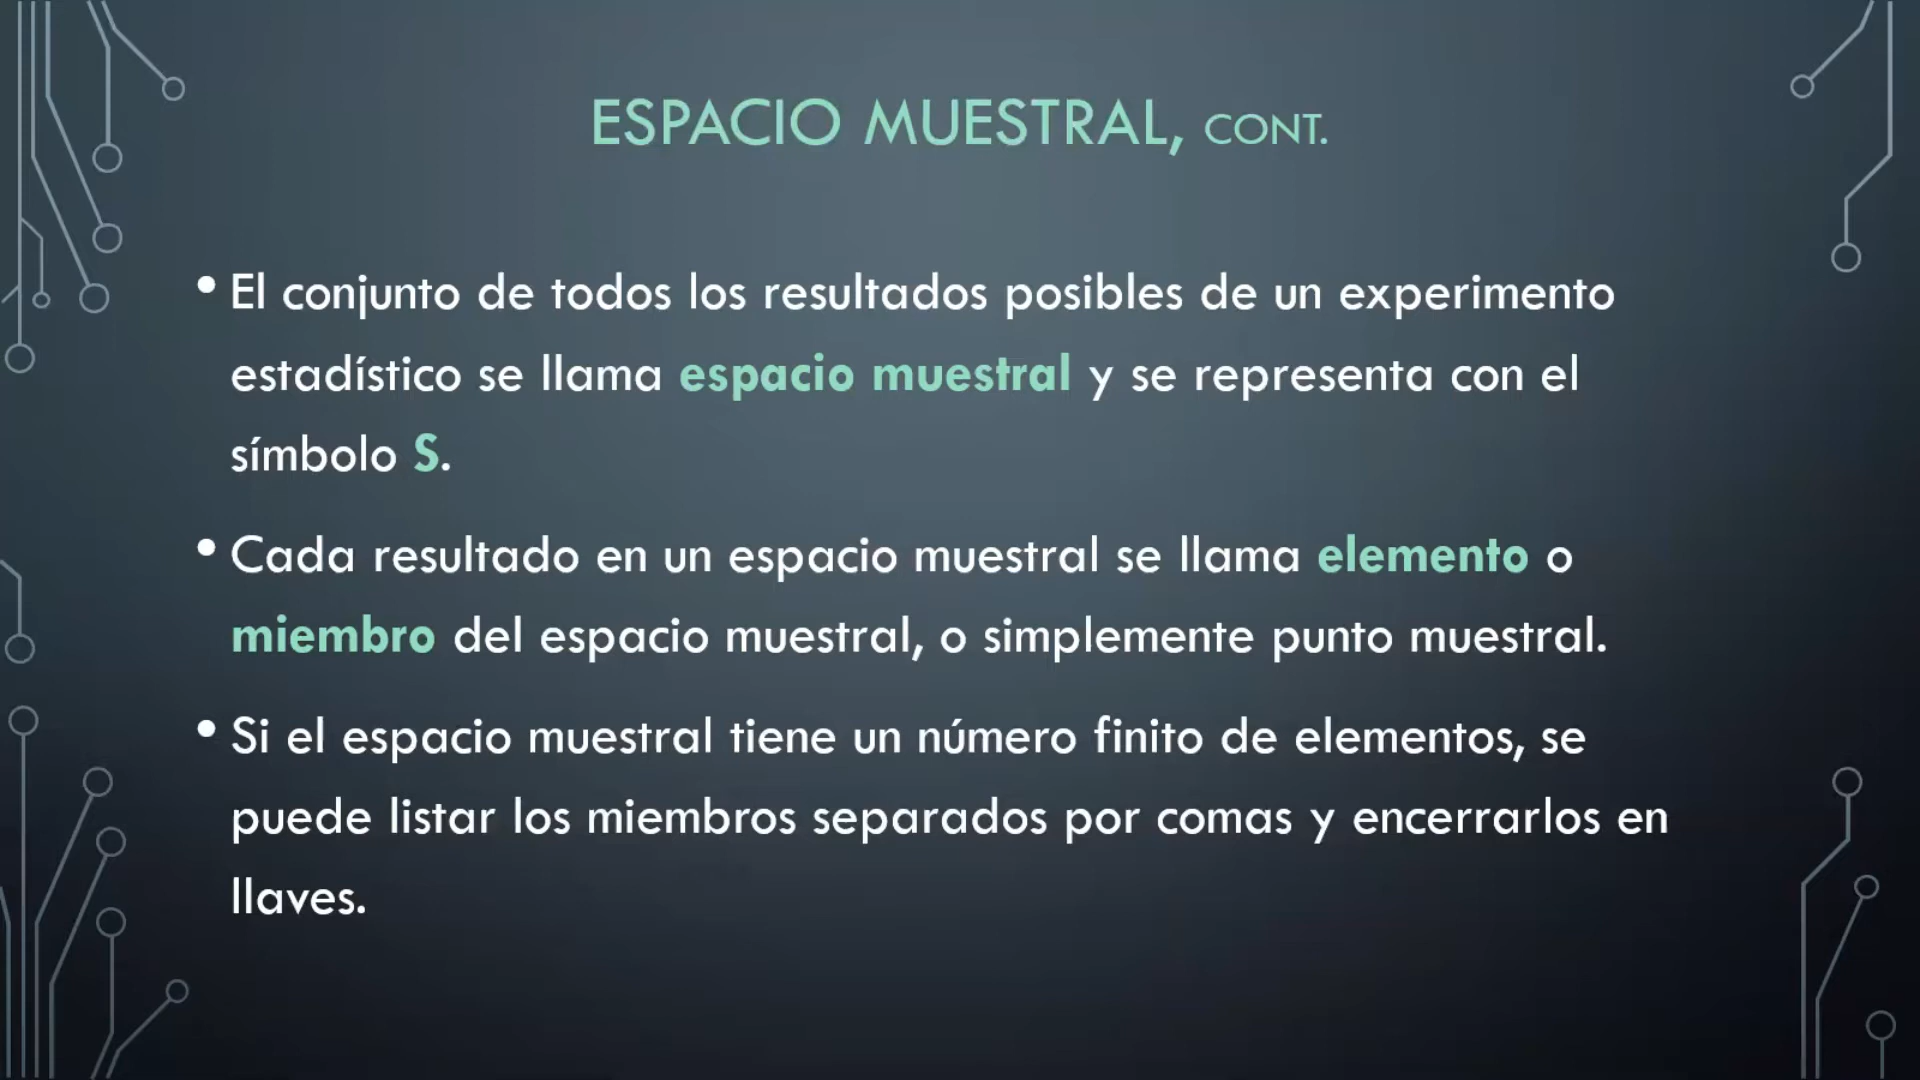 ESPACIO MUESTRAL, CONT.
• El conjunto de todos los resultados posibles de un experimento
estadístico se llama espacio muestral y se representa con el
símbolo S.
• Cada resultado en un espacio muestral se llama elemento o
miembro del espacio muestral, o simplemente punto muestral.
• Si el espacio muestral tiene un número finito de elementos, se
puede listar los miembros separados por comas y encerrarlos en
llaves.